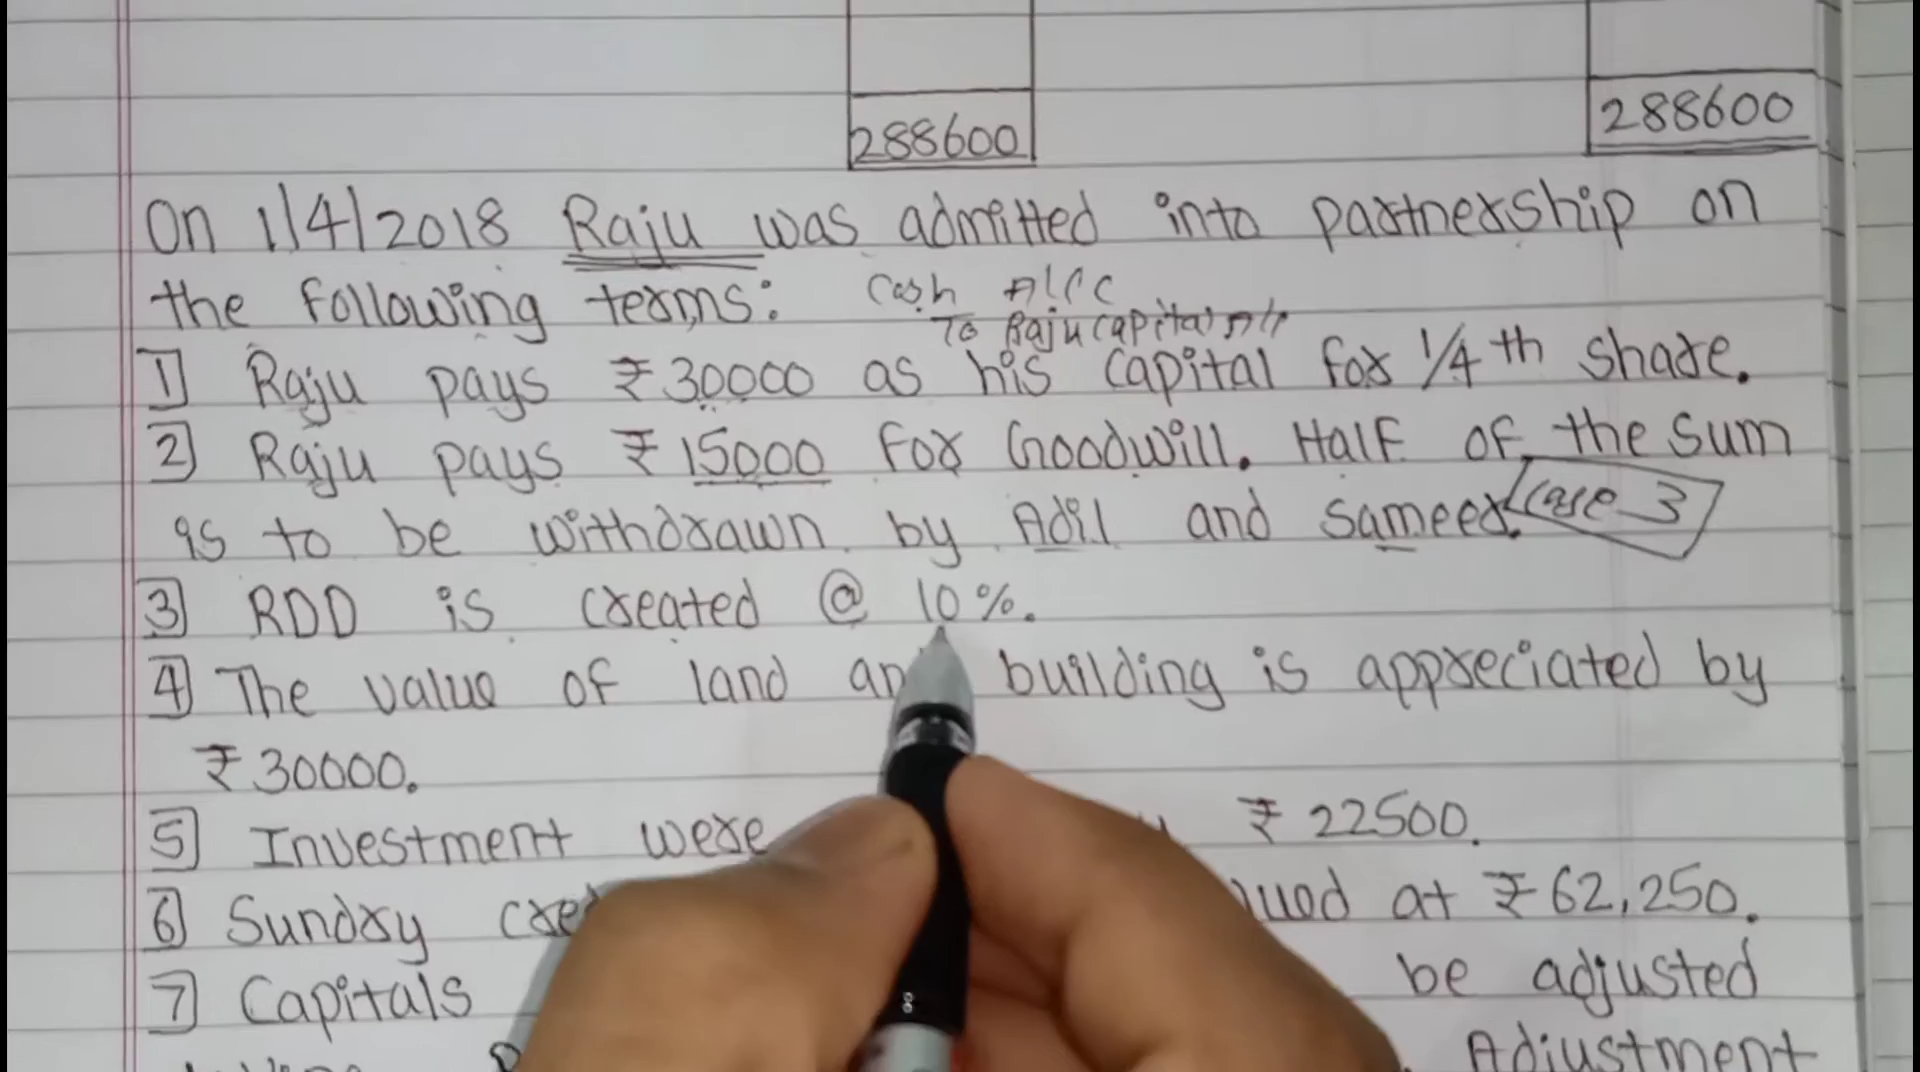 288600
288600
On 1/4/2018 Raju was admitted into partnership on
the following terms:
Cash A/C
To Raju Capital A/c
1 Raju pays ₹30000 as his capital for 1/4 th share.
2 Raju pays ₹15000 for Goodwill. Half of the sum
is to be withdrawn by Adil and Sameer.
Case 3
3 RDD is created @ 10%.
4 The value of land building is appreciated by
₹30000.
5 Investment were ₹22500.
6 Sundry at ₹62,250.
7 Capitals be adjusted
Adjustment